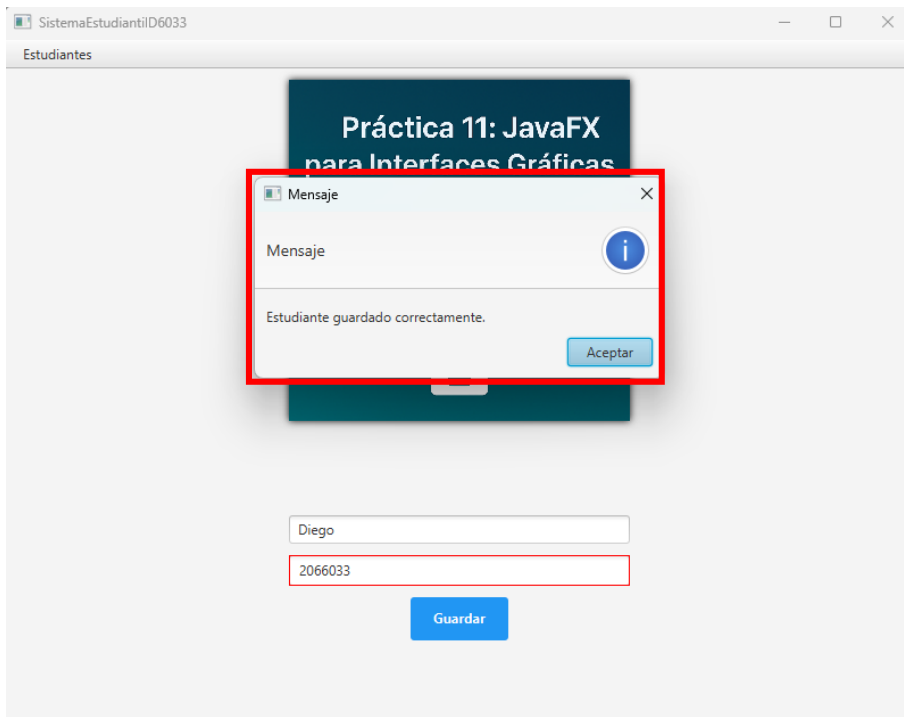 SistemaEstudiantilD6033
Estudiantes
Práctica 11: JavaFX
para Interfaces Gráficas
Mensaje
Mensaje
i
Estudiante guardado correctamente.
Aceptar
Diego
2066033
Guardar